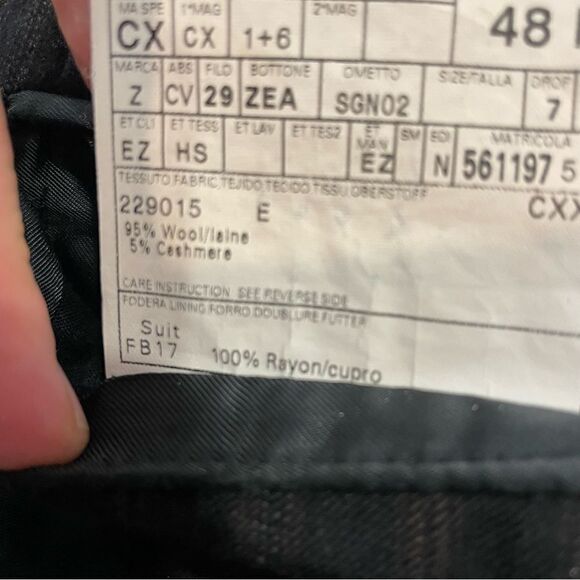 MA SPE 1°MAG 2°MAG
CX CX 1+6 48
MARCA ABS FILO BOTTONE OMETTO SIZE/TALLA DROP
Z CV 29 ZEA SGN02 7
ET CLI ET TESS ET LAV ET TES2 ET MAN SM EDI MATRICOLA
EZ HS EZ N 561197 5
TESSUTO FABRIC TEJIDO TECIDO TISSU OBERSTOFF
229015 E CXX
95% Wool/laine
5% Cashmere
CARE INSTRUCTION SEE REVERSE SIDE
FODERA LINING FORRO DOUBLURE FUTTER
Suit
FB17 100% Rayon/cupro